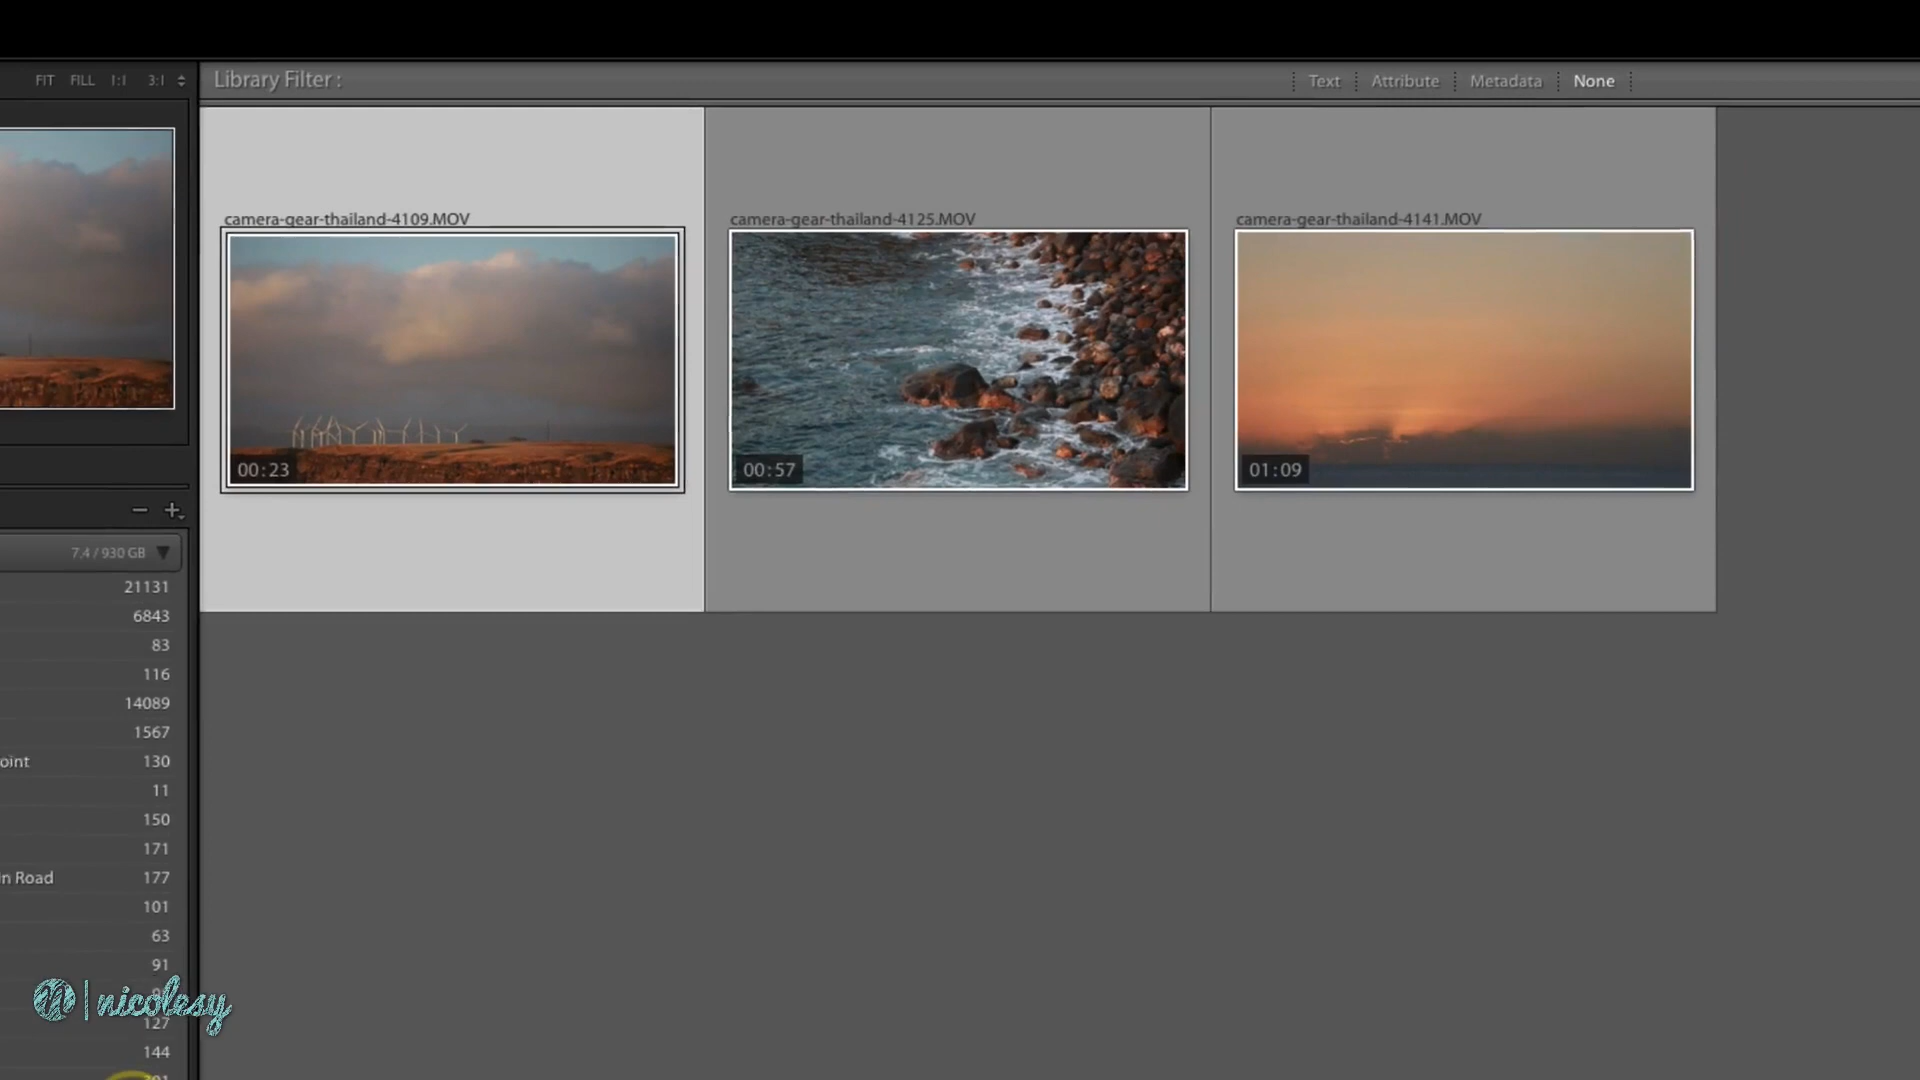 FIT FILL 1:1 3:1
Library Filter :
Text Attribute Metadata None
camera-gear-thailand-4109.MOV
camera-gear-thailand-4125.MOV
camera-gear-thailand-4141.MOV
00:23
00:57
01:09
7.4 / 930 GB
21131
6843
83
116
14089
1567
oint 130
11
150
171
n Road 177
101
63
91
nicolesy
127
144